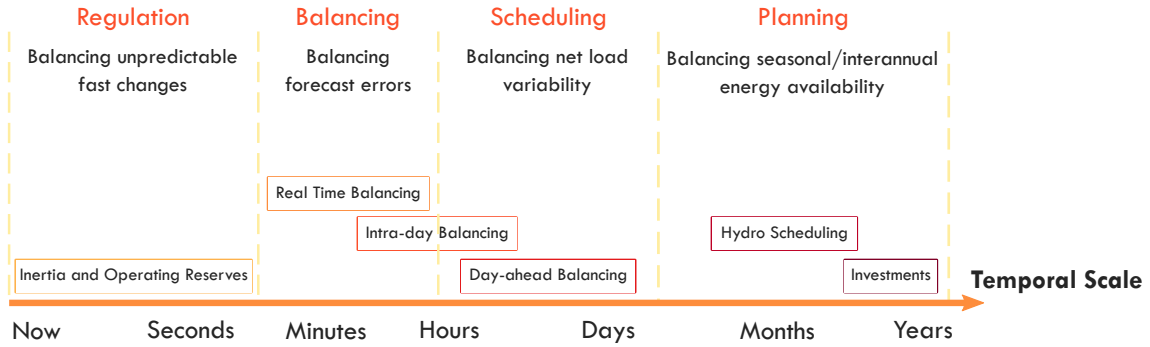 Regulation
Balancing
Scheduling
Planning
Balancing unpredictable
fast changes
Balancing
forecast errors
Balancing net load
variability
Balancing seasonal/interannual
energy availability
Real Time Balancing
Intra-day Balancing
Hydro Scheduling
Inertia and Operating Reserves
Day-ahead Balancing
Investments
Temporal Scale
Now
Seconds
Minutes
Hours
Days
Months
Years